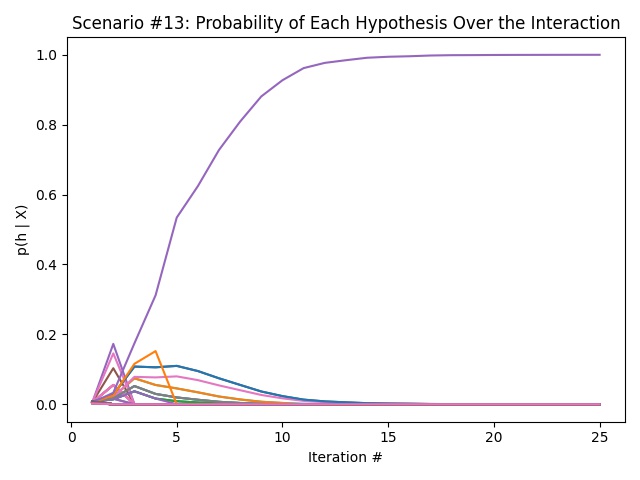 Scenario #13: Probability of Each Hypothesis Over the Interaction
1.0
0.8
0.6
0.4
0.2
0.0
p(h | X)
0 5 10 15 20 25
Iteration #